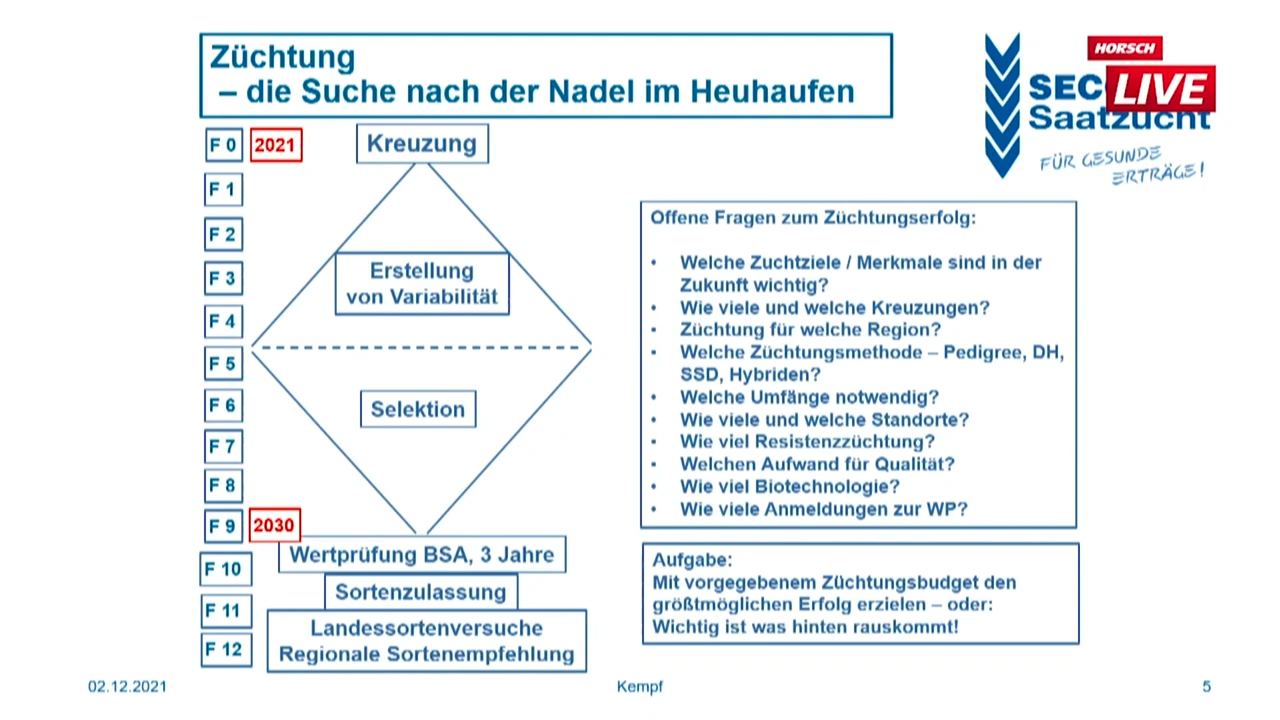 Züchtung
– die Suche nach der Nadel im Heuhaufen
HORSCH
LIVE
SEC
Saatzucht
FÜR GESUNDE
ERTRÄGE!
F 0
2021
Kreuzung
F 1
F 2
F 3
Erstellung
von Variabilität
F 4
F 5
F 6
Selektion
F 7
F 8
F 9
2030
Wertprüfung BSA, 3 Jahre
F 10
Sortenzulassung
F 11
Landessortenversuche
F 12
Regionale Sortenempfehlung
Offene Fragen zum Züchtungserfolg:
• Welche Zuchtziele / Merkmale sind in der
Zukunft wichtig?
• Wie viele und welche Kreuzungen?
• Züchtung für welche Region?
• Welche Züchtungsmethode – Pedigree, DH,
SSD, Hybriden?
• Welche Umfänge notwendig?
• Wie viele und welche Standorte?
• Wie viel Resistenzzüchtung?
• Welchen Aufwand für Qualität?
• Wie viel Biotechnologie?
• Wie viele Anmeldungen zur WP?
Aufgabe:
Mit vorgegebenem Züchtungsbudget den
größtmöglichen Erfolg erzielen – oder:
Wichtig ist was hinten rauskommt!
02.12.2021
Kempf
5